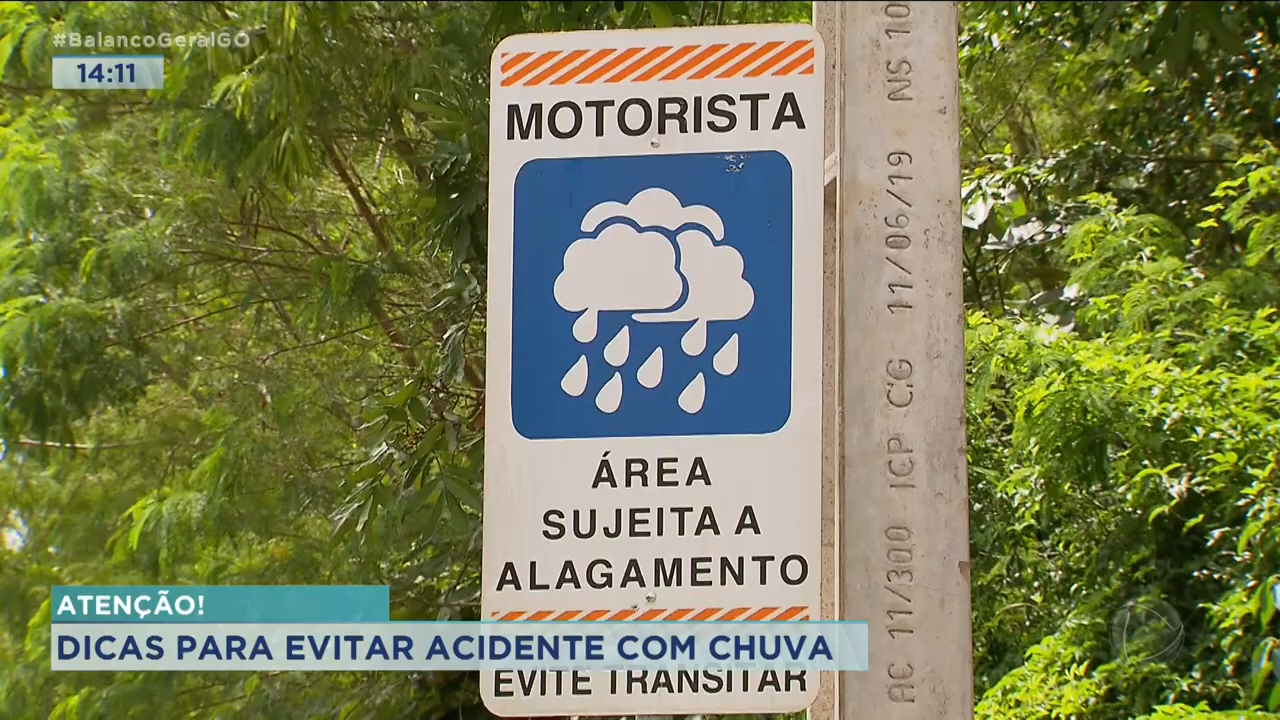 #BalancoGeralGO
14:11
MOTORISTA
ÁREA
SUJEITA A
ALAGAMENTO
EVITE TRANSITAR
ATENÇÃO!
DICAS PARA EVITAR ACIDENTE COM CHUVA
AC 11/300 ICP CG 11/06/19 NS 10